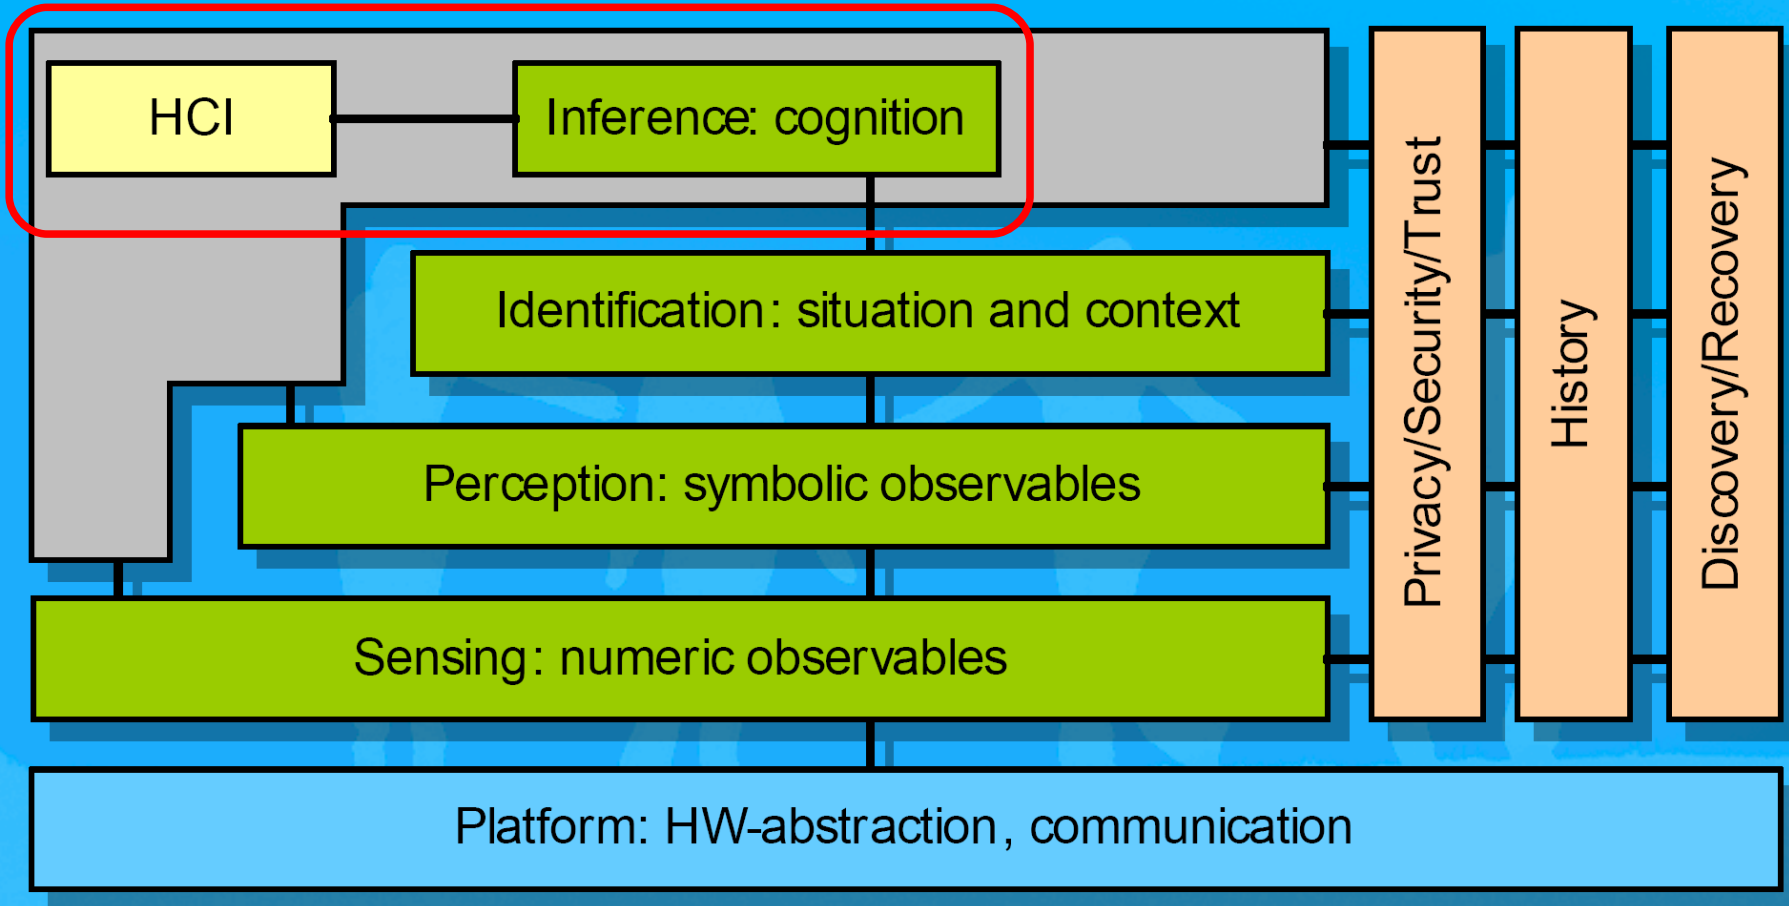 HCI
Inference: cognition
Identification: situation and context
Perception: symbolic observables
Sensing: numeric observables
Platform: HW-abstraction, communication
Privacy/Security/Trust
History
Discovery/Recovery